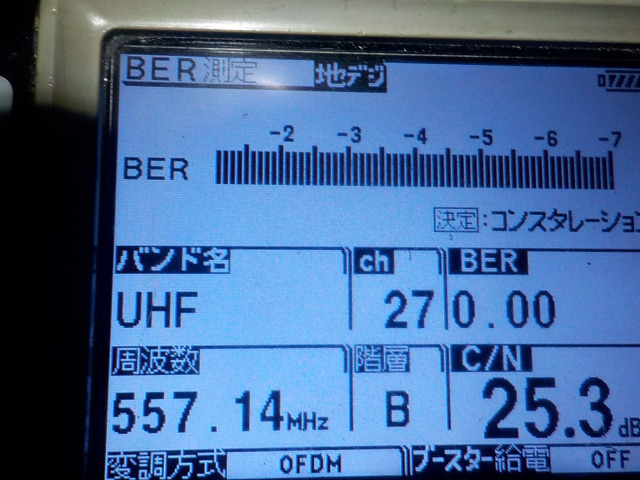 BER測定 地デジ
-2 -3 -4 -5 -6 -7
BER
決定:コンスタレーション
バンド名 ch BER
UHF 27 0.00
周波数 階層 C/N
557.14MHz B 25.3dB
変調方式 OFDM ブースター給電 OFF